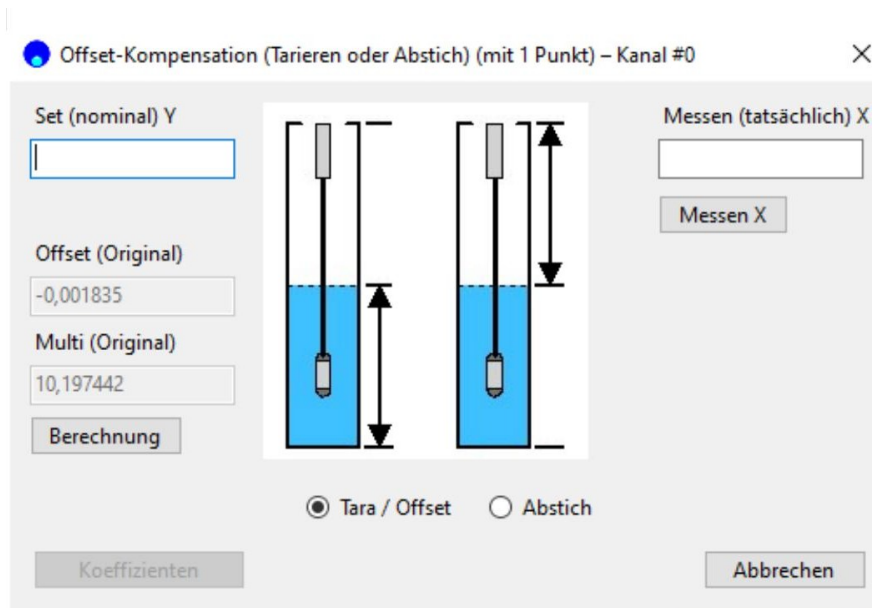 Offset-Kompensation (Tarieren oder Abstich) (mit 1 Punkt) – Kanal #0
Set (nominal) Y
Messen (tatsächlich) X
Messen X
Offset (Original)
-0,001835
Multi (Original)
10,197442
Berechnung
Tara / Offset
Abstich
Koeffizienten
Abbrechen